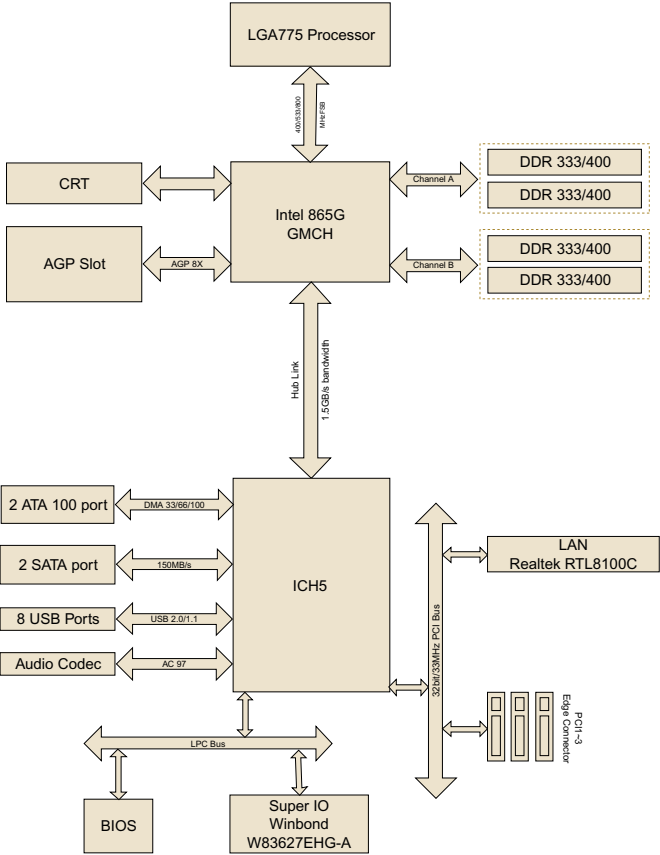 LGA775 Processor
400/533/800
MHzFSB
CRT
AGP Slot
AGP 8X
Intel 865G
GMCH
Channel A
DDR 333/400
DDR 333/400
Channel B
DDR 333/400
DDR 333/400
Hub Link
1.5GB/s bandwidth
2 ATA 100 port
DMA 33/66/100
2 SATA port
150MB/s
8 USB Ports
USB 2.0/1.1
Audio Codec
AC 97
ICH5
32bit/33MHz PCI Bus
LAN
Realtek RTL8100C
PCI1~3
Edge Connector
LPC Bus
BIOS
Super IO
Winbond
W83627EHG-A